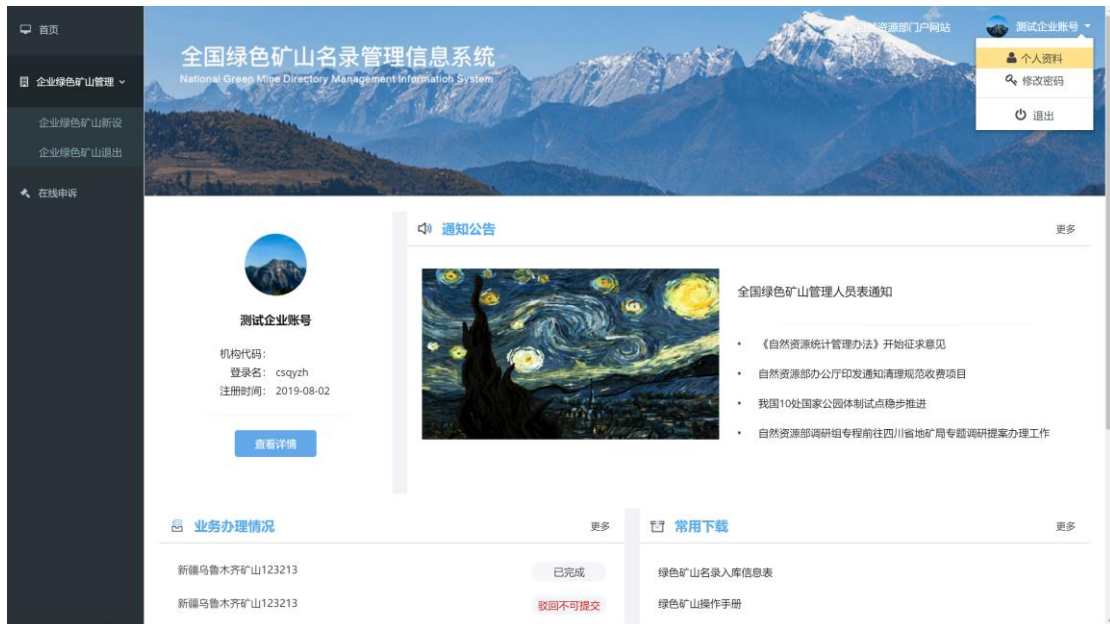 首页
企业绿色矿山管理
企业绿色矿山新设
企业绿色矿山退出
在线申诉
全国绿色矿山名录管理信息系统
National Green Mine Directory Management Information System
自然资源部门户网站
测试企业账号
个人资料
修改密码
退出
测试企业账号
机构代码：
登录名： csqyzh
注册时间： 2019-08-02
查看详情
通知公告
更多
全国绿色矿山管理人员表通知
• 《自然资源统计管理办法》开始征求意见
• 自然资源部办公厅印发通知清理规范收费项目
• 我国10处国家公园体制试点稳步推进
• 自然资源部调研组专程前往四川省地矿局专题调研提案办理工作
业务办理情况
更多
新疆乌鲁木齐矿山123213 已完成
新疆乌鲁木齐矿山123213 驳回不可提交
常用下载
更多
绿色矿山名录入库信息表
绿色矿山操作手册